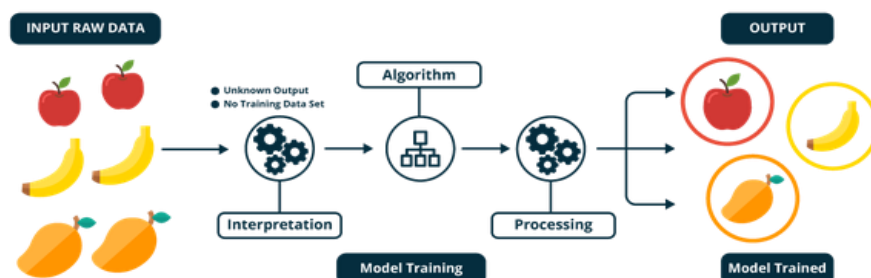 INPUT RAW DATA
OUTPUT
Algorithm
Unknown Output
No Training Data Set
Interpretation
Processing
Model Training
Model Trained